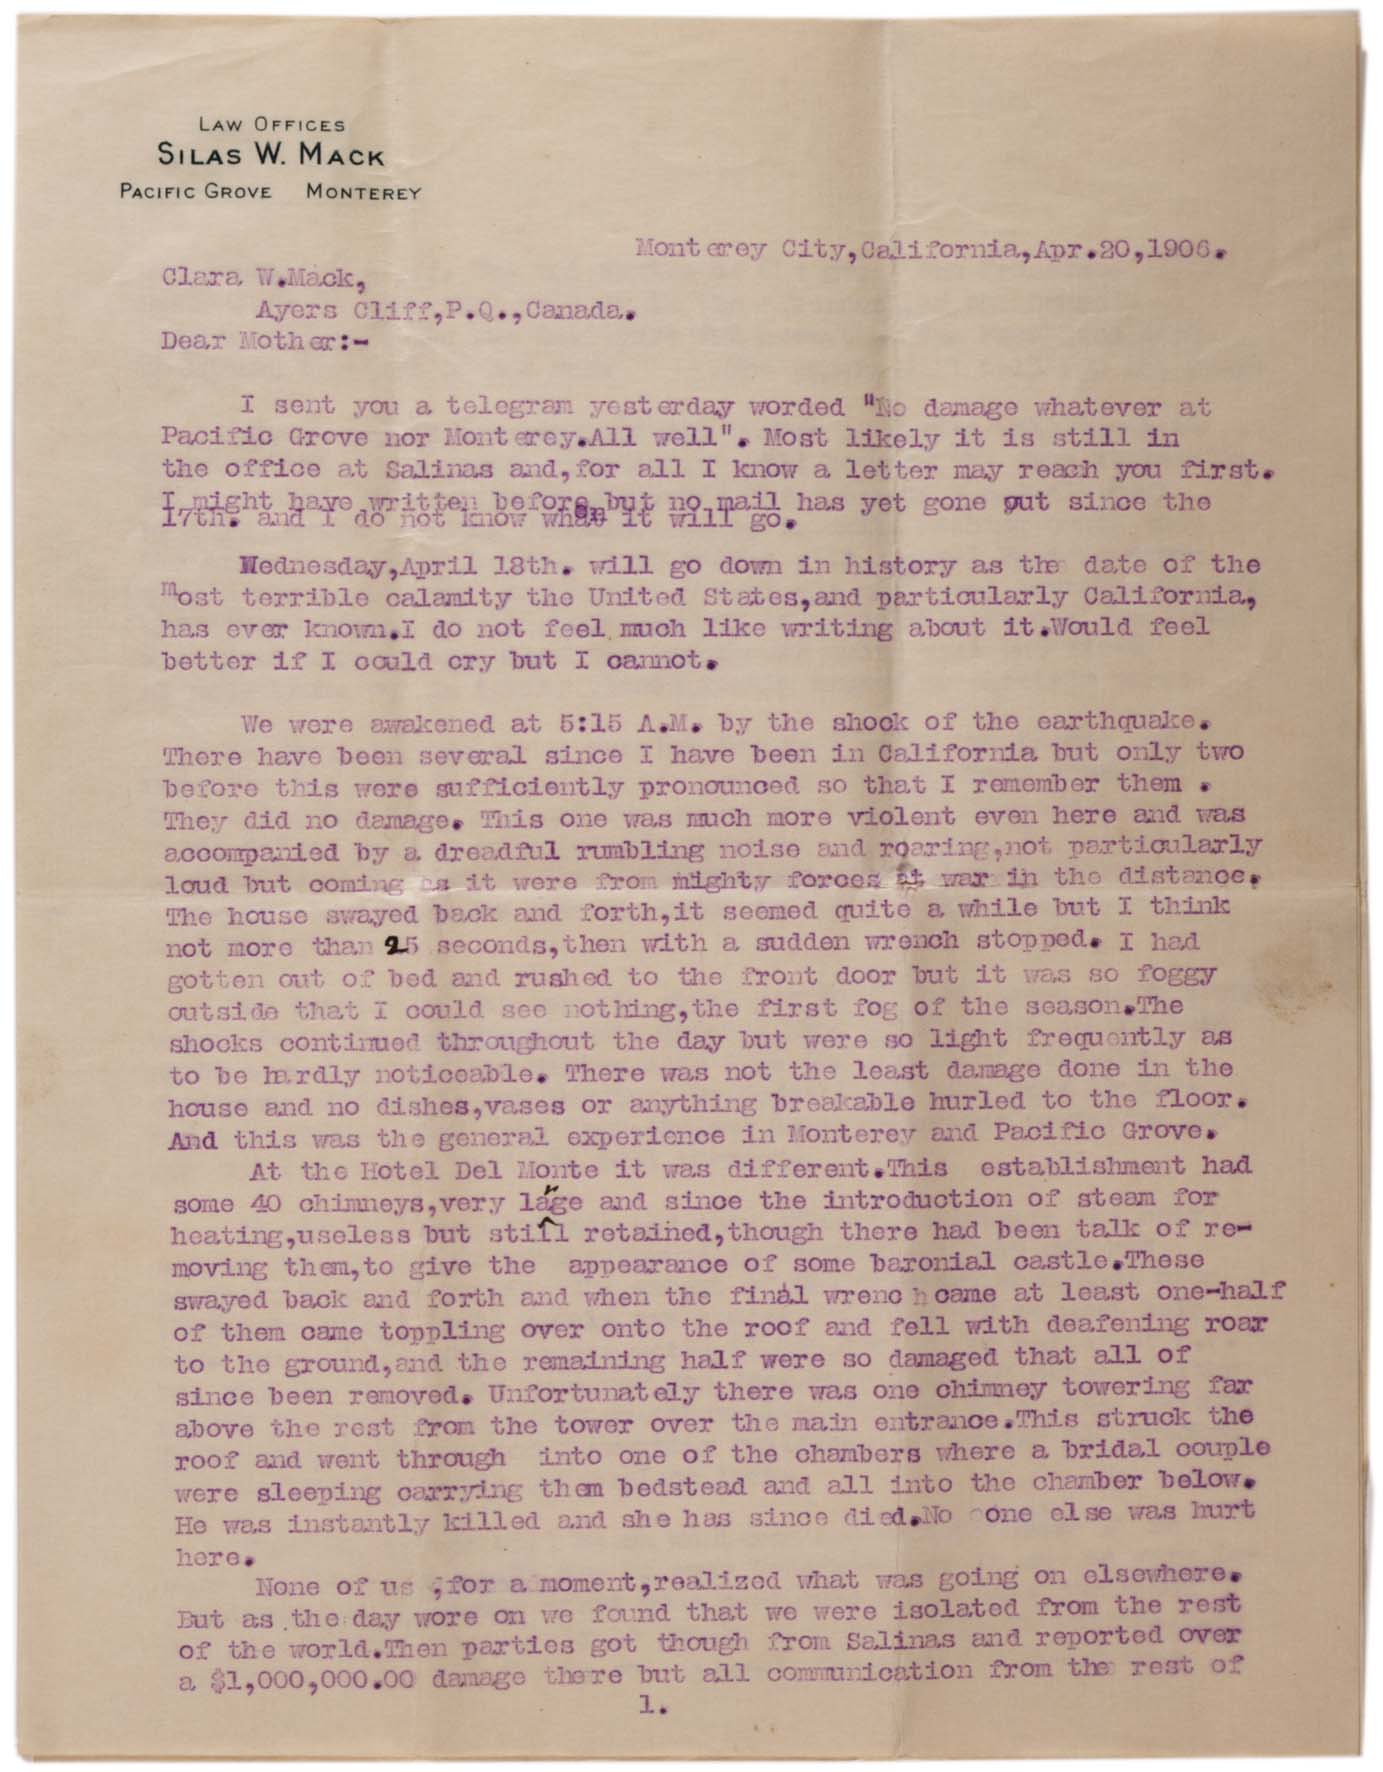 LAW OFFICES
SILAS W. MACK
PACIFIC GROVE MONTEREY
Monterey City,California,Apr.20,1906.
Clara W.Mack,
Ayers Cliff,P.Q.,Canada.
Dear Mother:-
I sent you a telegram yesterday worded "No damage whatever at
Pacific Grove nor Monterey.All well". Most likely it is still in
the office at Salinas and,for all I know a letter may reach you first.
I might have written before but no mail has yet gone out since the
17th. and I do not know when it will go.
Wednesday,April 18th. will go down in history as the date of the
most terrible calamity the United States,and particularly California,
has ever known.I do not feel much like writing about it.Would feel
better if I could cry but I cannot.
We were awakened at 5:15 A.M. by the shock of the earthquake.
There have been several since I have been in California but only two
before this were sufficiently pronounced so that I remember them .
They did no damage. This one was much more violent even here and was
accompanied by a dreadful rumbling noise and roaring,not particularly
loud but coming as it were from mighty forces at war in the distance.
The house swayed back and forth,it seemed quite a while but I think
not more than 25 seconds,then with a sudden wrench stopped. I had
gotten out of bed and rushed to the front door but it was so foggy
outside that I could see nothing,the first fog of the season.The
shocks continued throughout the day but were so light frequently as
to be hardly noticeable. There was not the least damage done in the
house and no dishes,vases or anything breakable hurled to the floor.
And this was the general experience in Monterey and Pacific Grove.
At the Hotel Del Monte it was different.This establishment had
some 40 chimneys,very large and since the introduction of steam for
heating,useless but still retained,though there had been talk of re-
moving them,to give the appearance of some baronial castle.These
swayed back and forth and when the final wrenc h came at least one-half
of them came toppling over onto the roof and fell with deafening roar
to the ground,and the remaining half were so damaged that all of
since been removed. Unfortunately there was one chimney towering far
above the rest from the tower over the main entrance.This struck the
roof and went through into one of the chambers where a bridal couple
were sleeping carrying them bedstead and all into the chamber below.
He was instantly killed and she has since died.No one else was hurt
here.
None of us ,for a moment,realized what was going on elsewhere.
But as the day wore on we found that we were isolated from the rest
of the world.Then parties got though from Salinas and reported over
a $1,000,000.00 damage there but all communication from the rest of
1.